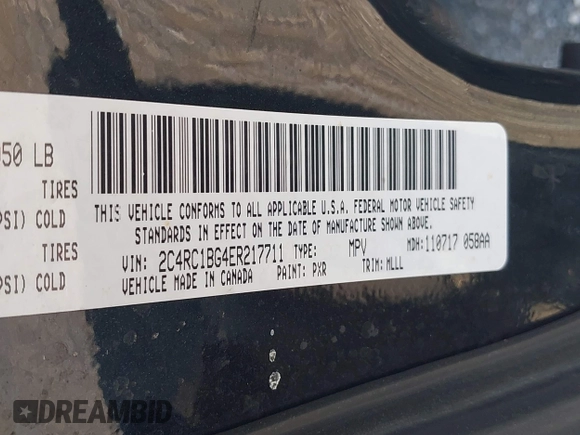 050 LB
TIRES
PSI) COLD
TIRES
PSI) COLD
THIS VEHICLE CONFORMS TO ALL APPLICABLE U.S.A. FEDERAL MOTOR VEHICLE SAFETY
STANDARDS IN EFFECT ON THE DATE OF MANUFACTURE SHOWN ABOVE.
VIN: 2C4RC1BG4ER217711 TYPE: MPV MDH:110717 058AA
VEHICLE MADE IN CANADA PAINT: PXR TRIM: MLLL
DREAMBID